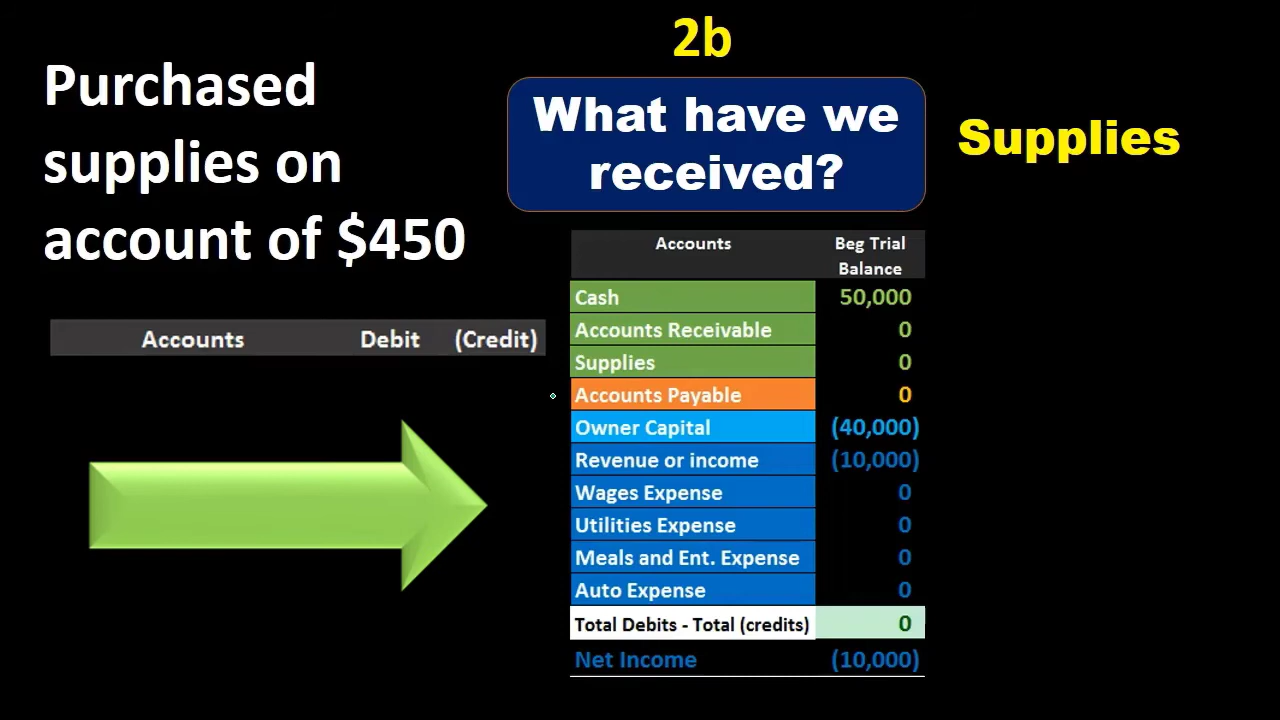 2b
Purchased
supplies on
account of $450
What have we
received?
Supplies
Accounts Debit (Credit)
Accounts Beg Trial
Balance
Cash 50,000
Accounts Receivable 0
Supplies 0
Accounts Payable 0
Owner Capital (40,000)
Revenue or income (10,000)
Wages Expense 0
Utilities Expense 0
Meals and Ent. Expense 0
Auto Expense 0
Total Debits - Total (credits) 0
Net Income (10,000)